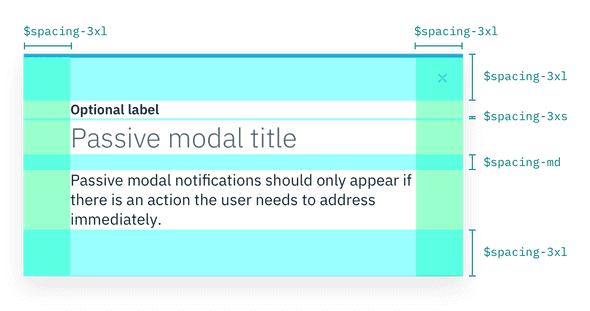 $spacing-3xl
$spacing-3xl
$spacing-3xl
Optional label
$spacing-3xs
Passive modal title
$spacing-md
Passive modal notifications should only appear if
there is an action the user needs to address
immediately.
$spacing-3xl